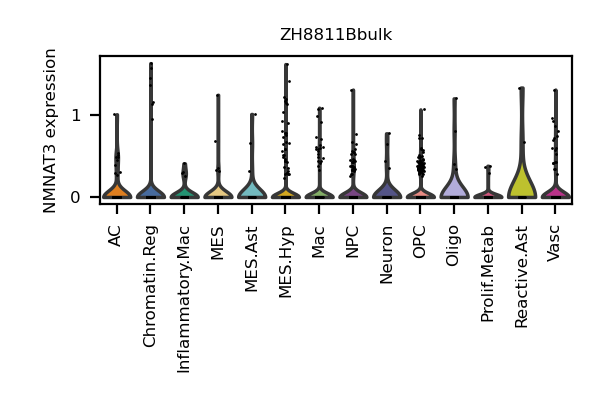 ZH8811Bbulk
NMNAT3 expression
1
0
AC
Chromatin.Reg
Inflammatory.Mac
MES
MES.Ast
MES.Hyp
Mac
NPC
Neuron
OPC
Oligo
Prolif.Metab
Reactive.Ast
Vasc